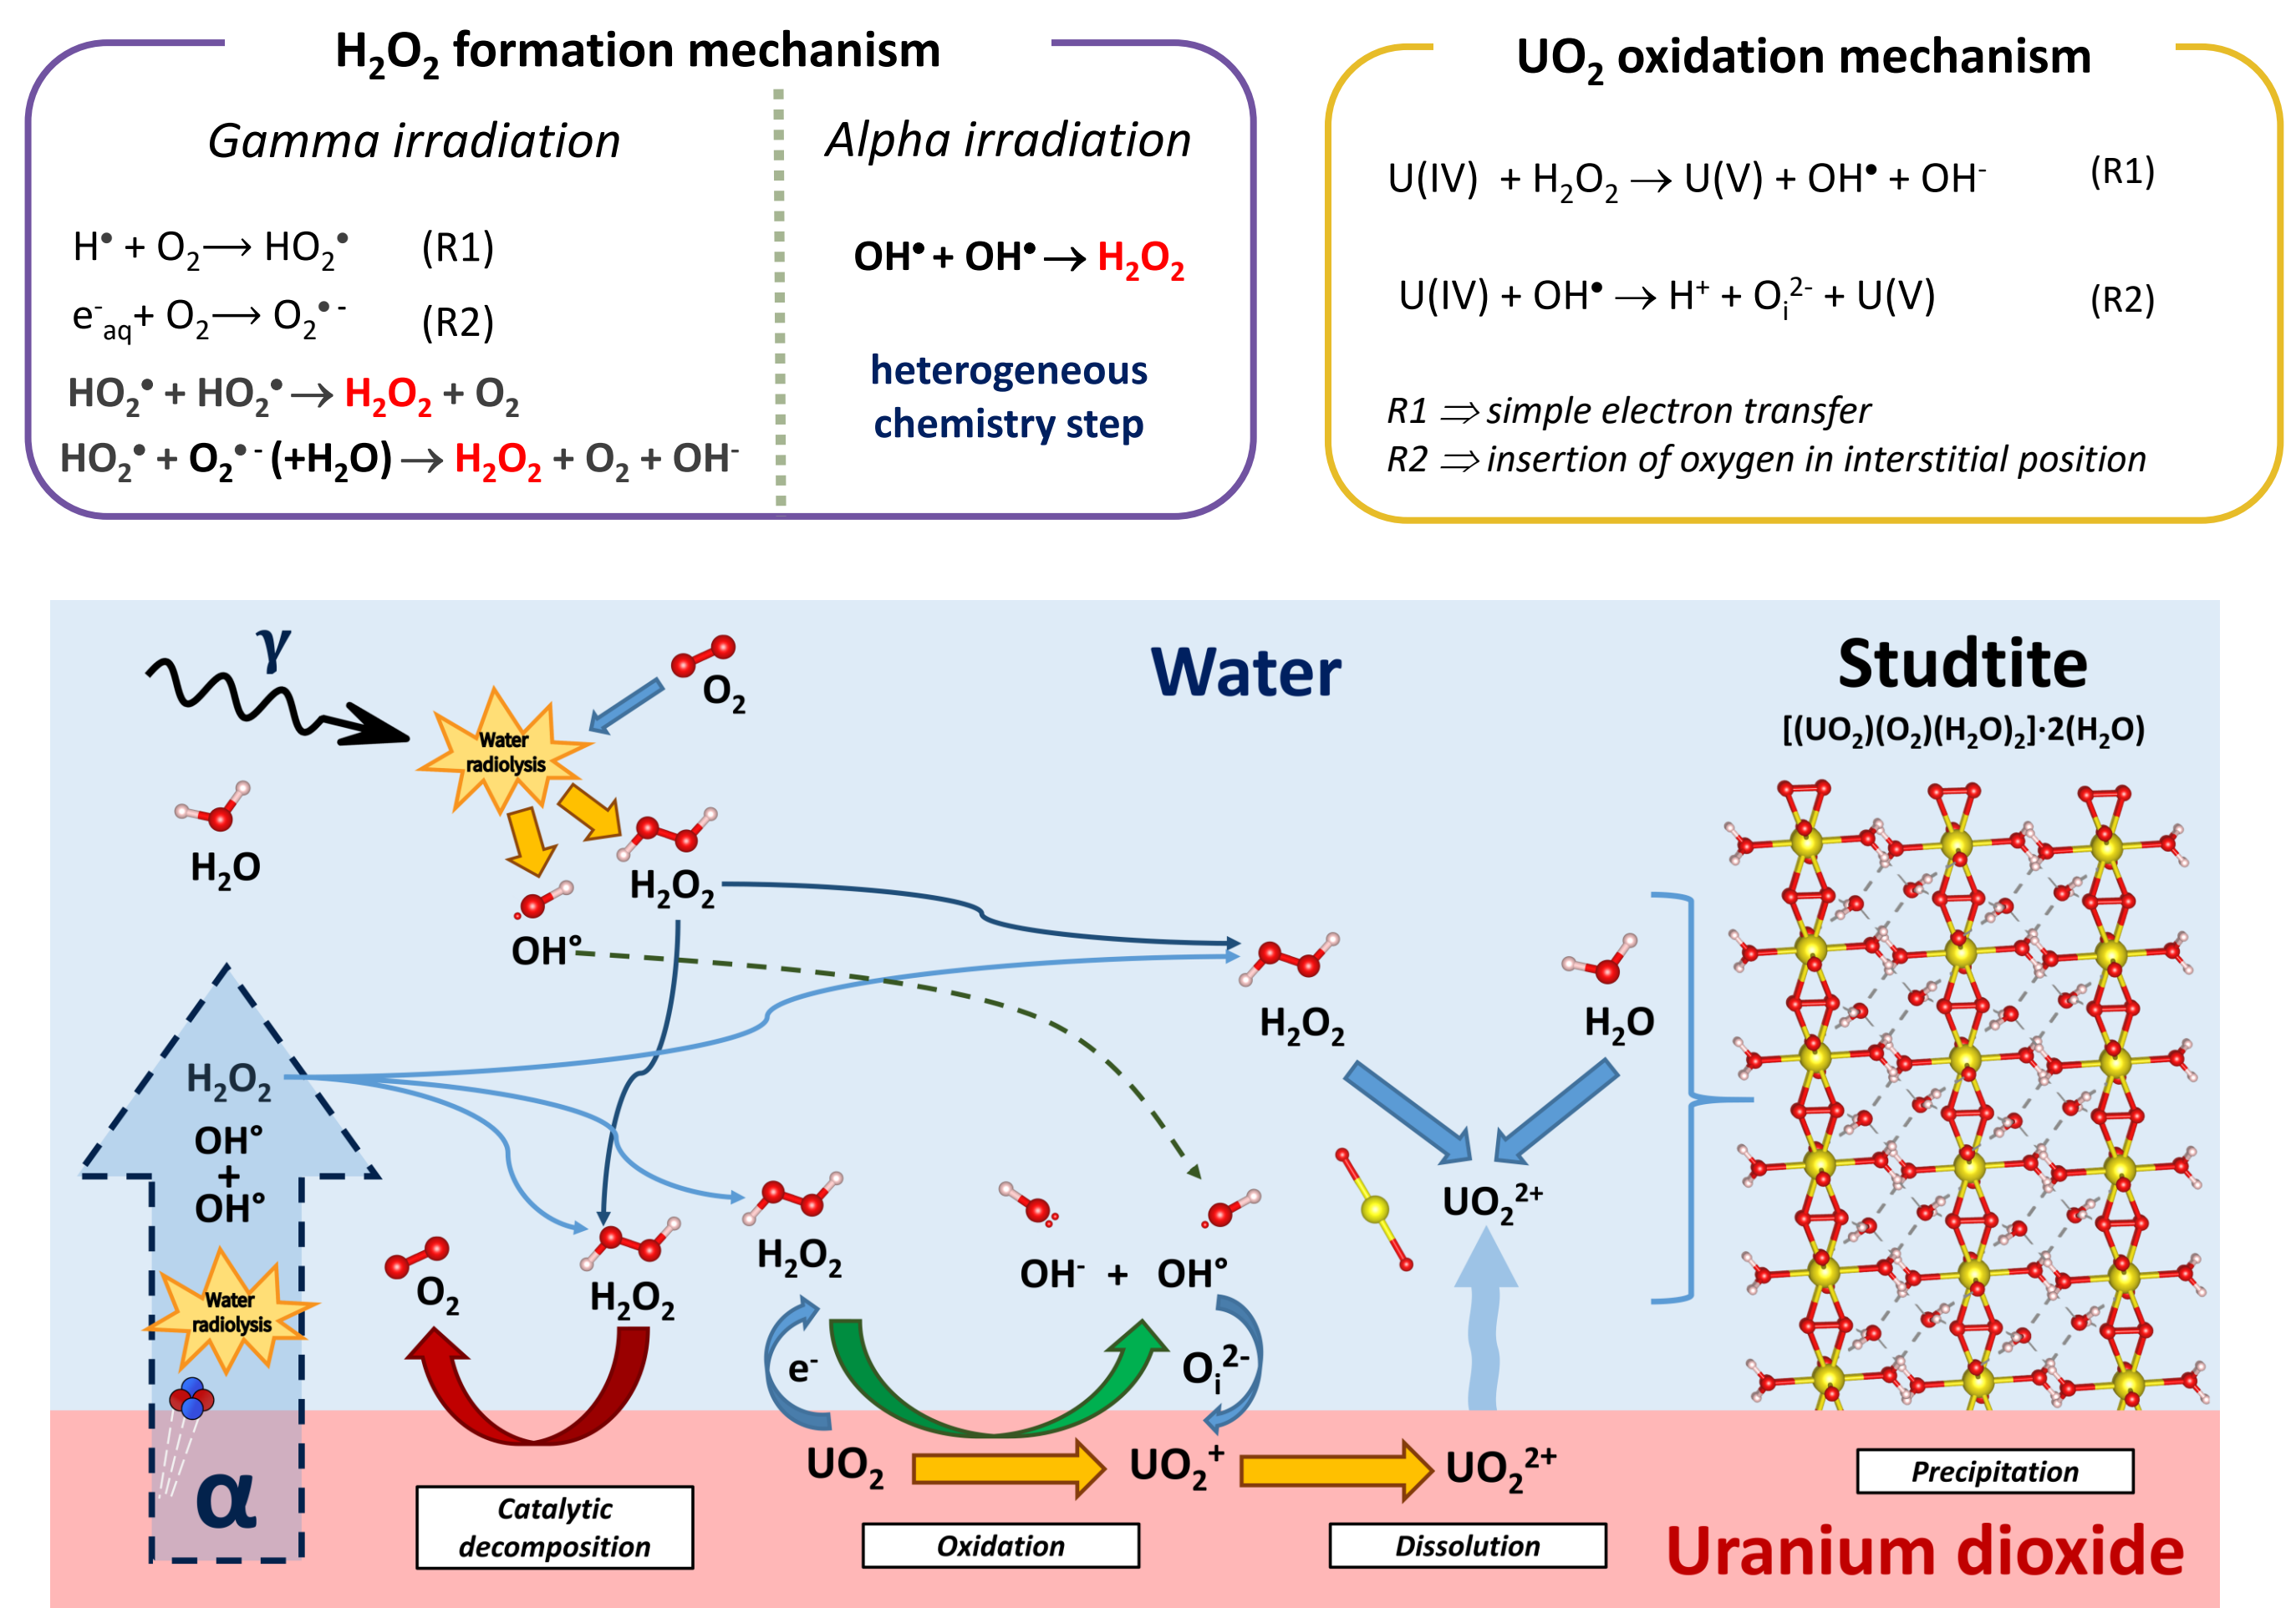 H₂O₂ formation mechanism
Gamma irradiation
H• + O₂ ⟶ HO₂• (R1)
e⁻aq + O₂ ⟶ O₂•⁻ (R2)
HO₂• + HO₂• → H₂O₂ + O₂
HO₂• + O₂•⁻ (+H₂O) → H₂O₂ + O₂ + OH⁻
Alpha irradiation
OH• + OH• → H₂O₂
heterogeneous
chemistry step
UO₂ oxidation mechanism
U(IV) + H₂O₂ → U(V) + OH• + OH⁻ (R1)
U(IV) + OH• → H⁺ + Oᵢ²⁻ + U(V) (R2)
R1 ⇒ simple electron transfer
R2 ⇒ insertion of oxygen in interstitial position
γ
O₂
Water
radiolysis
Water
Studtite
[(UO₂)(O₂)(H₂O)₂]·2(H₂O)
H₂O
H₂O₂
OH°
H₂O₂
H₂O
H₂O₂
OH°
+
OH°
Water
radiolysis
α
O₂
H₂O₂
H₂O₂
OH⁻ + OH°
UO₂²⁺
e⁻
Oᵢ²⁻
UO₂
UO₂⁺
UO₂²⁺
Catalytic
decomposition
Oxidation
Dissolution
Precipitation
Uranium dioxide